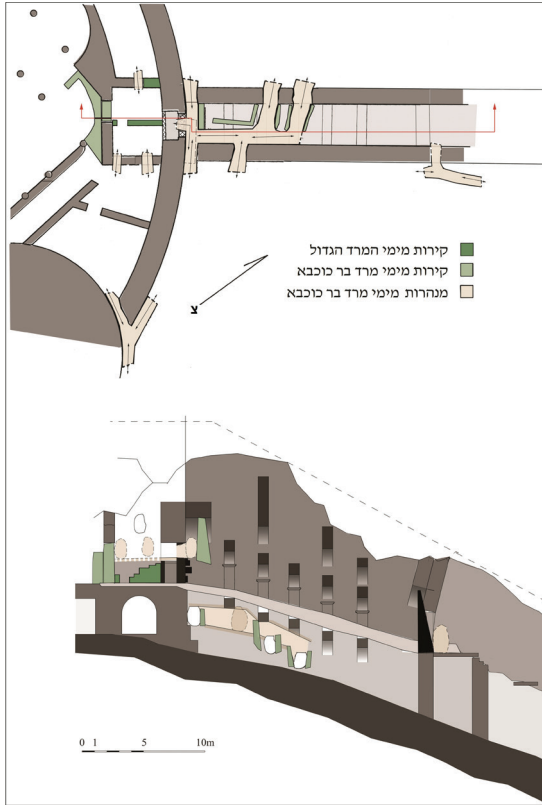 קירות מימי המרד הגדול
קירות מימי מרד בר כוכבא
מנהרות מימי מרד בר כוכבא
צ
0 1 5 10m